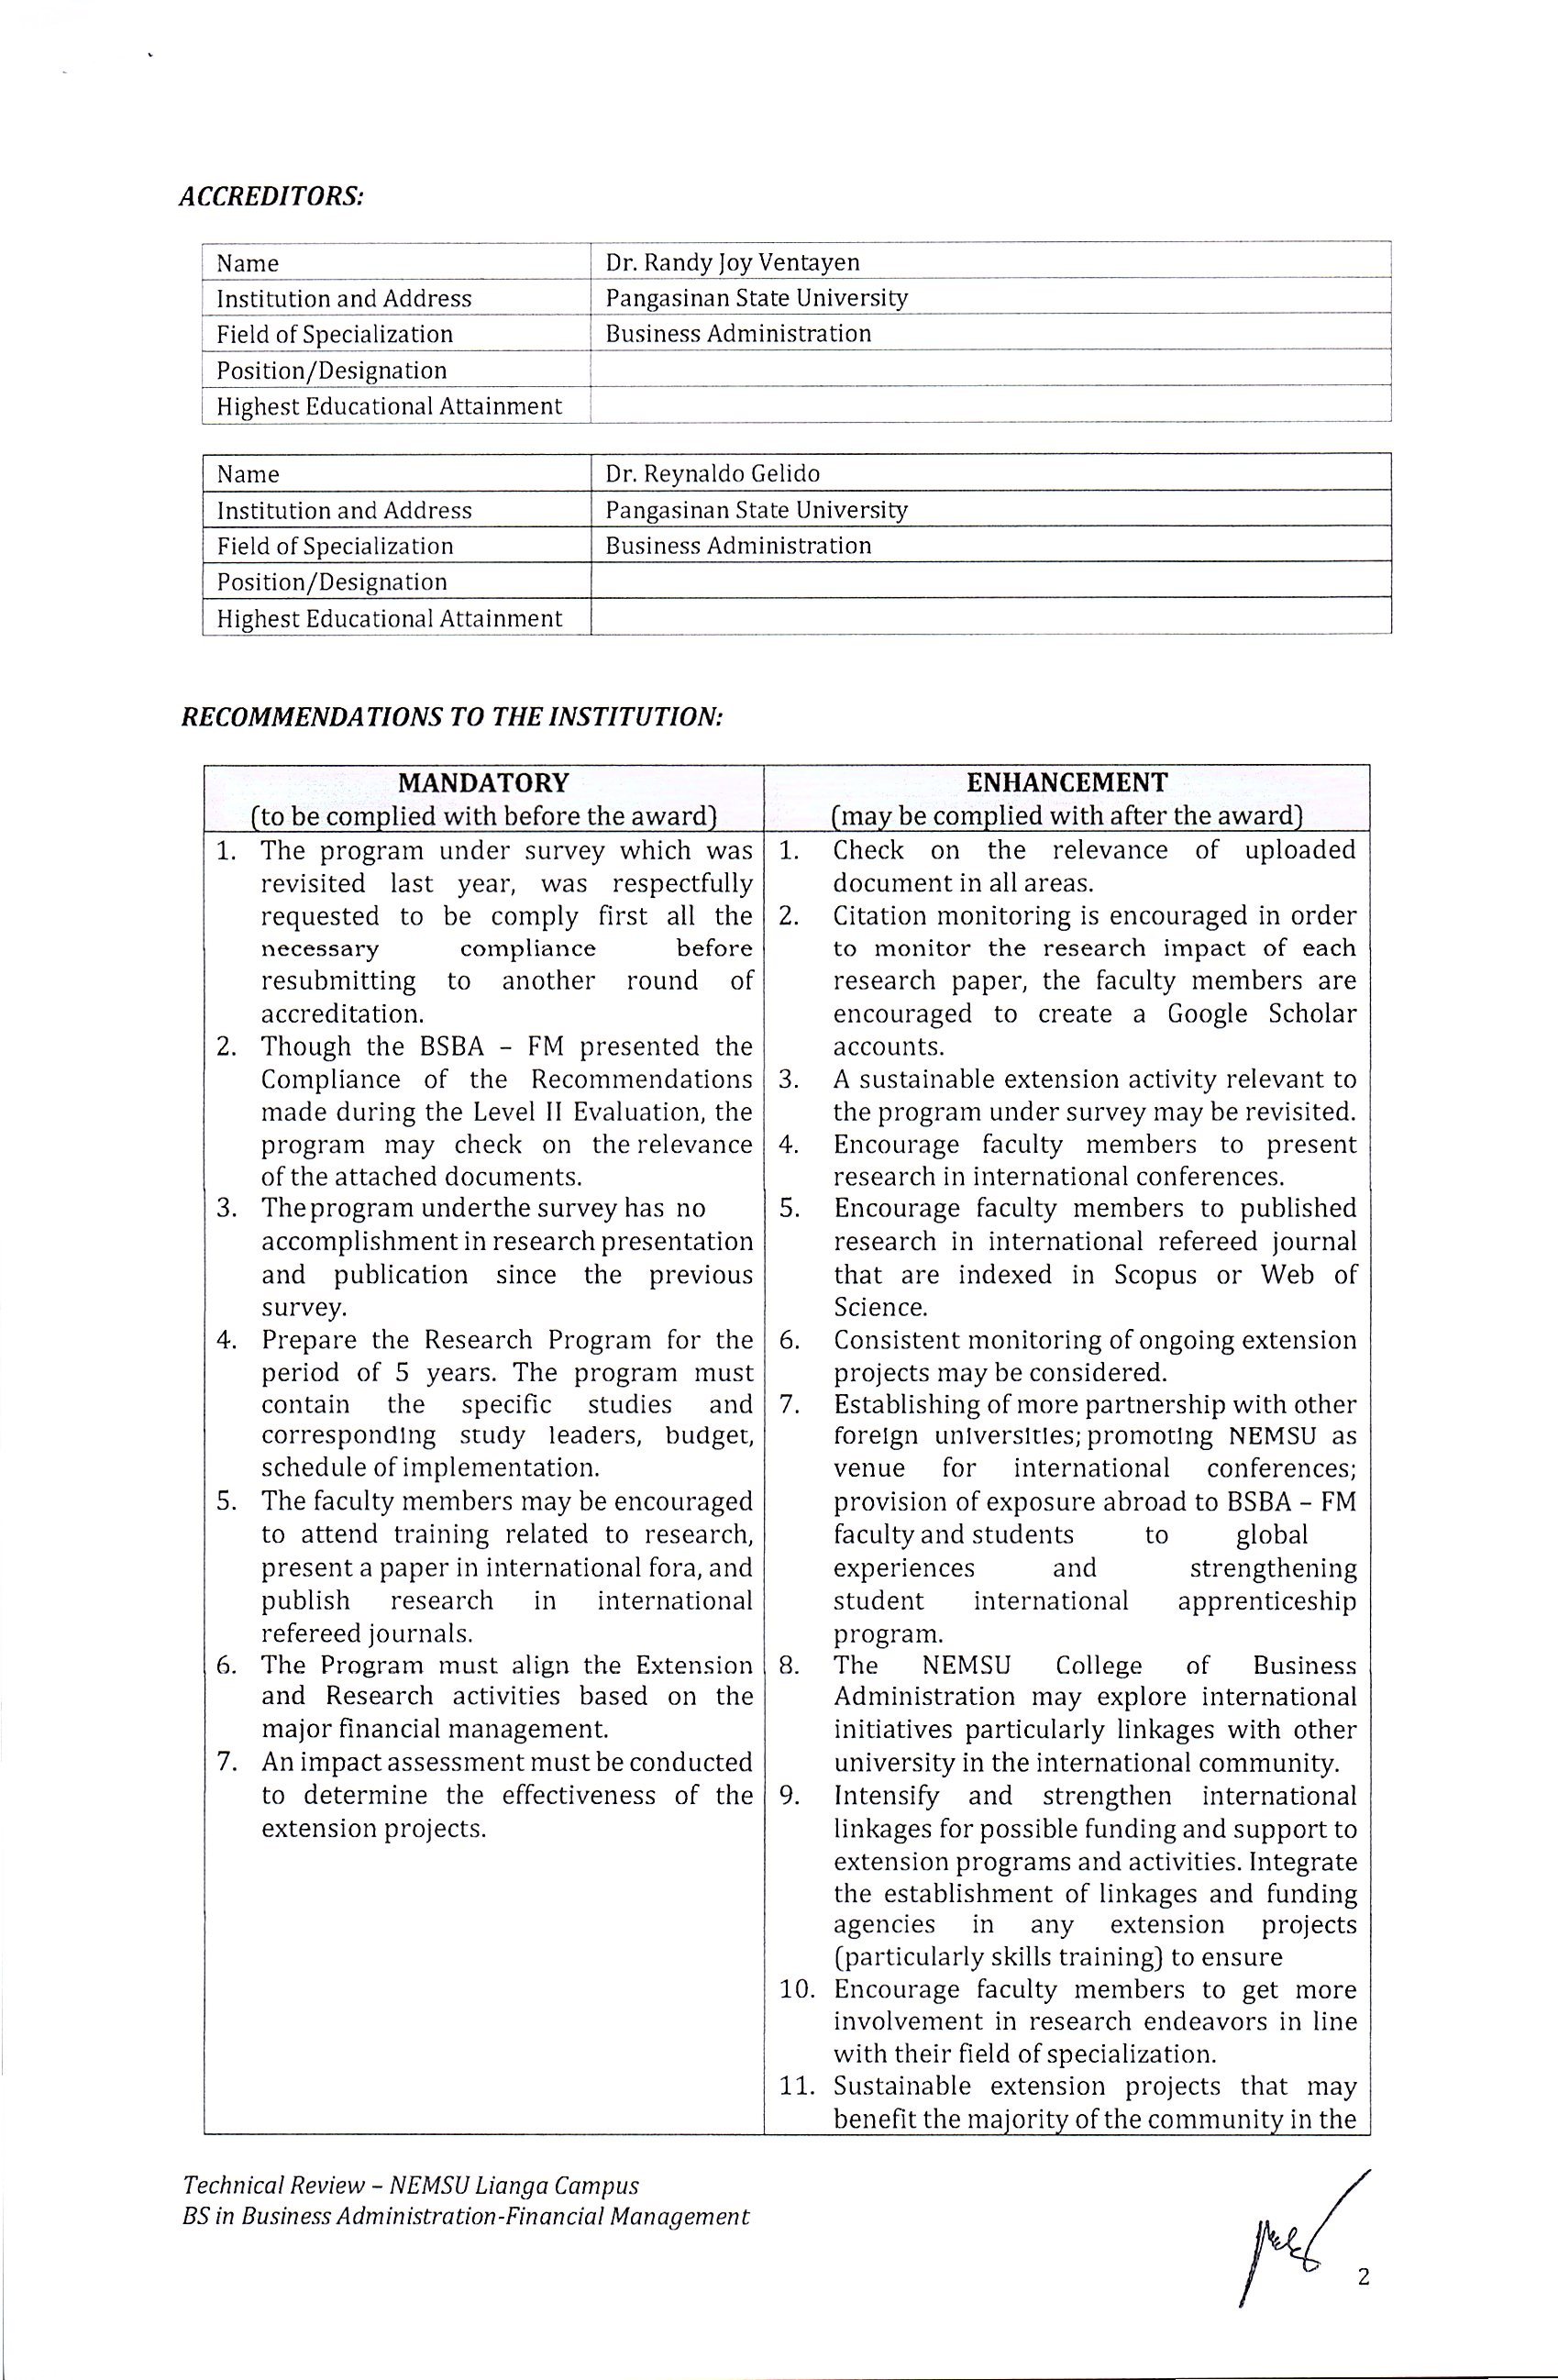 ACCREDITORS:
Name Dr. Randy Joy Ventayen
Institution and Address Pangasinan State University
Field of Specialization Business Administration
Position/Designation
Highest Educational Attainment
Name Dr. Reynaldo Gelido
Institution and Address Pangasinan State University
Field of Specialization Business Administration
Position/Designation
Highest Educational Attainment
RECOMMENDATIONS TO THE INSTITUTION:
MANDATORY
(to be complied with before the award)
1. The program under survey which was
revisited last year, was respectfully
requested to be comply first all the
necessary compliance before
resubmitting to another round of
accreditation.
2. Though the BSBA – FM presented the
Compliance of the Recommendations
made during the Level II Evaluation, the
program may check on the relevance
of the attached documents.
3. The program underthe survey has no
accomplishment in research presentation
and publication since the previous
survey.
4. Prepare the Research Program for the
period of 5 years. The program must
contain the specific studies and
corresponding study leaders, budget,
schedule of implementation.
5. The faculty members may be encouraged
to attend training related to research,
present a paper in international fora, and
publish research in international
refereed journals.
6. The Program must align the Extension
and Research activities based on the
major financial management.
7. An impact assessment must be conducted
to determine the effectiveness of the
extension projects.
ENHANCEMENT
(may be complied with after the award)
1. Check on the relevance of uploaded
document in all areas.
2. Citation monitoring is encouraged in order
to monitor the research impact of each
research paper, the faculty members are
encouraged to create a Google Scholar
accounts.
3. A sustainable extension activity relevant to
the program under survey may be revisited.
4. Encourage faculty members to present
research in international conferences.
5. Encourage faculty members to published
research in international refereed journal
that are indexed in Scopus or Web of
Science.
6. Consistent monitoring of ongoing extension
projects may be considered.
7. Establishing of more partnership with other
foreign universities; promoting NEMSU as
venue for international conferences;
provision of exposure abroad to BSBA – FM
faculty and students to global
experiences and strengthening
student international apprenticeship
program.
8. The NEMSU College of Business
Administration may explore international
initiatives particularly linkages with other
university in the international community.
9. Intensify and strengthen international
linkages for possible funding and support to
extension programs and activities. Integrate
the establishment of linkages and funding
agencies in any extension projects
(particularly skills training) to ensure
10. Encourage faculty members to get more
involvement in research endeavors in line
with their field of specialization.
11. Sustainable extension projects that may
benefit the majority of the community in the
Technical Review – NEMSU Lianga Campus
BS in Business Administration-Financial Management
2